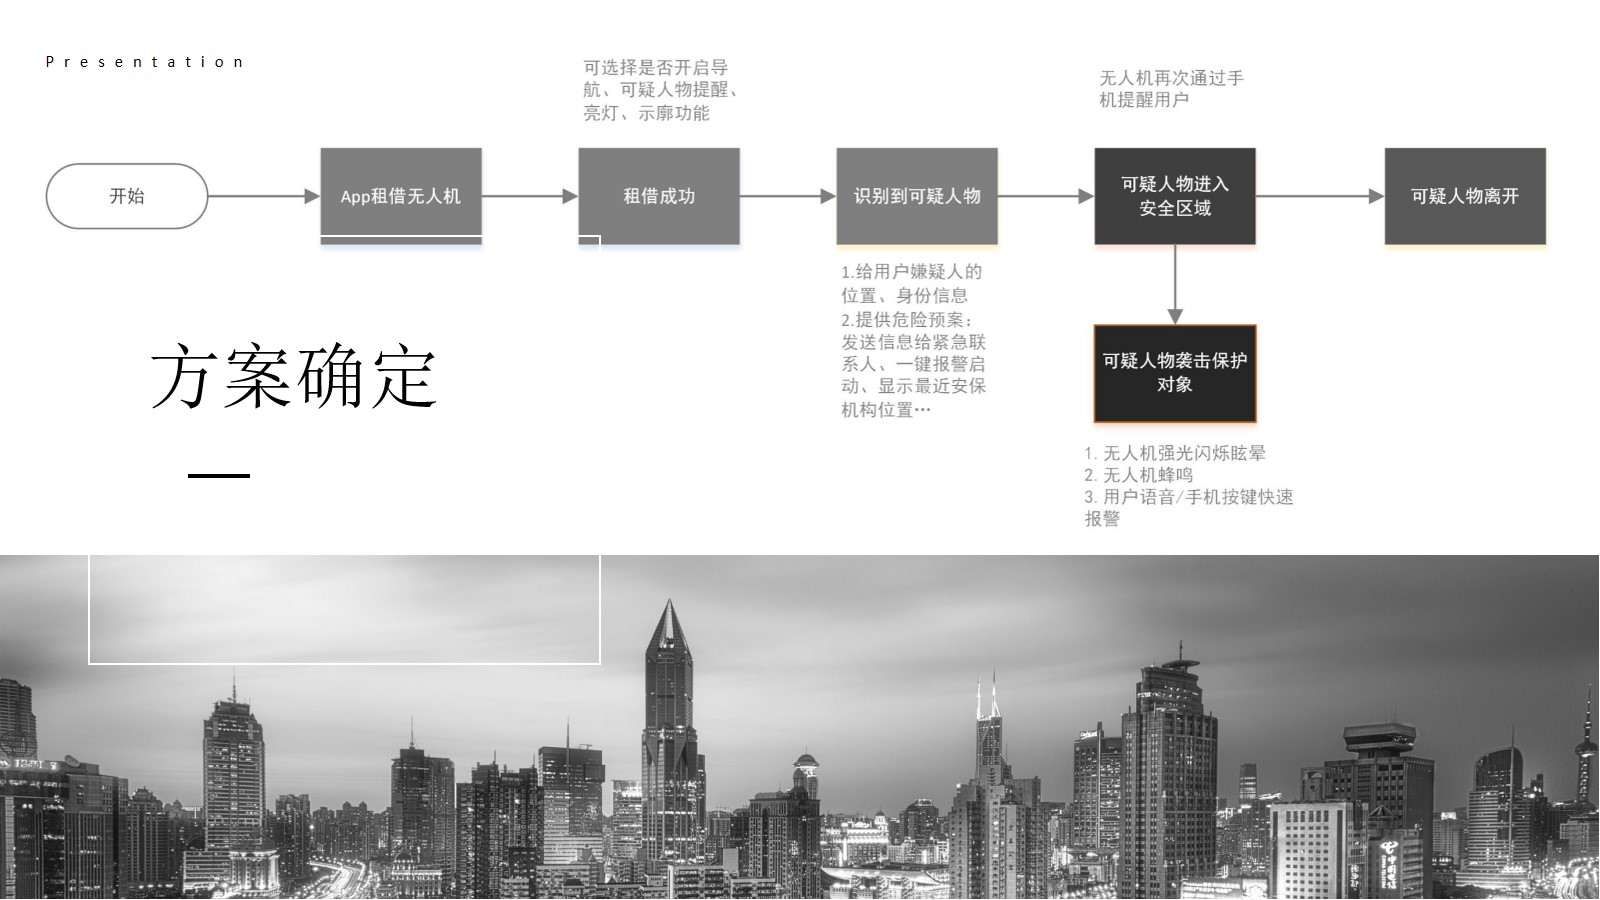 Presentation
可选择是否开启导
航、可疑人物提醒、
亮灯、示廓功能
无人机再次通过手
机提醒用户
开始
App租借无人机
租借成功
识别到可疑人物
可疑人物进入
安全区域
可疑人物离开
1.给用户嫌疑人的
位置、身份信息
2.提供危险预案：
发送信息给紧急联
系人、一键报警启
动、显示最近安保
机构位置…
可疑人物袭击保护
对象
方案确定
1. 无人机强光闪烁眩晕
2. 无人机蜂鸣
3. 用户语音/手机按键快速
报警
中国电信